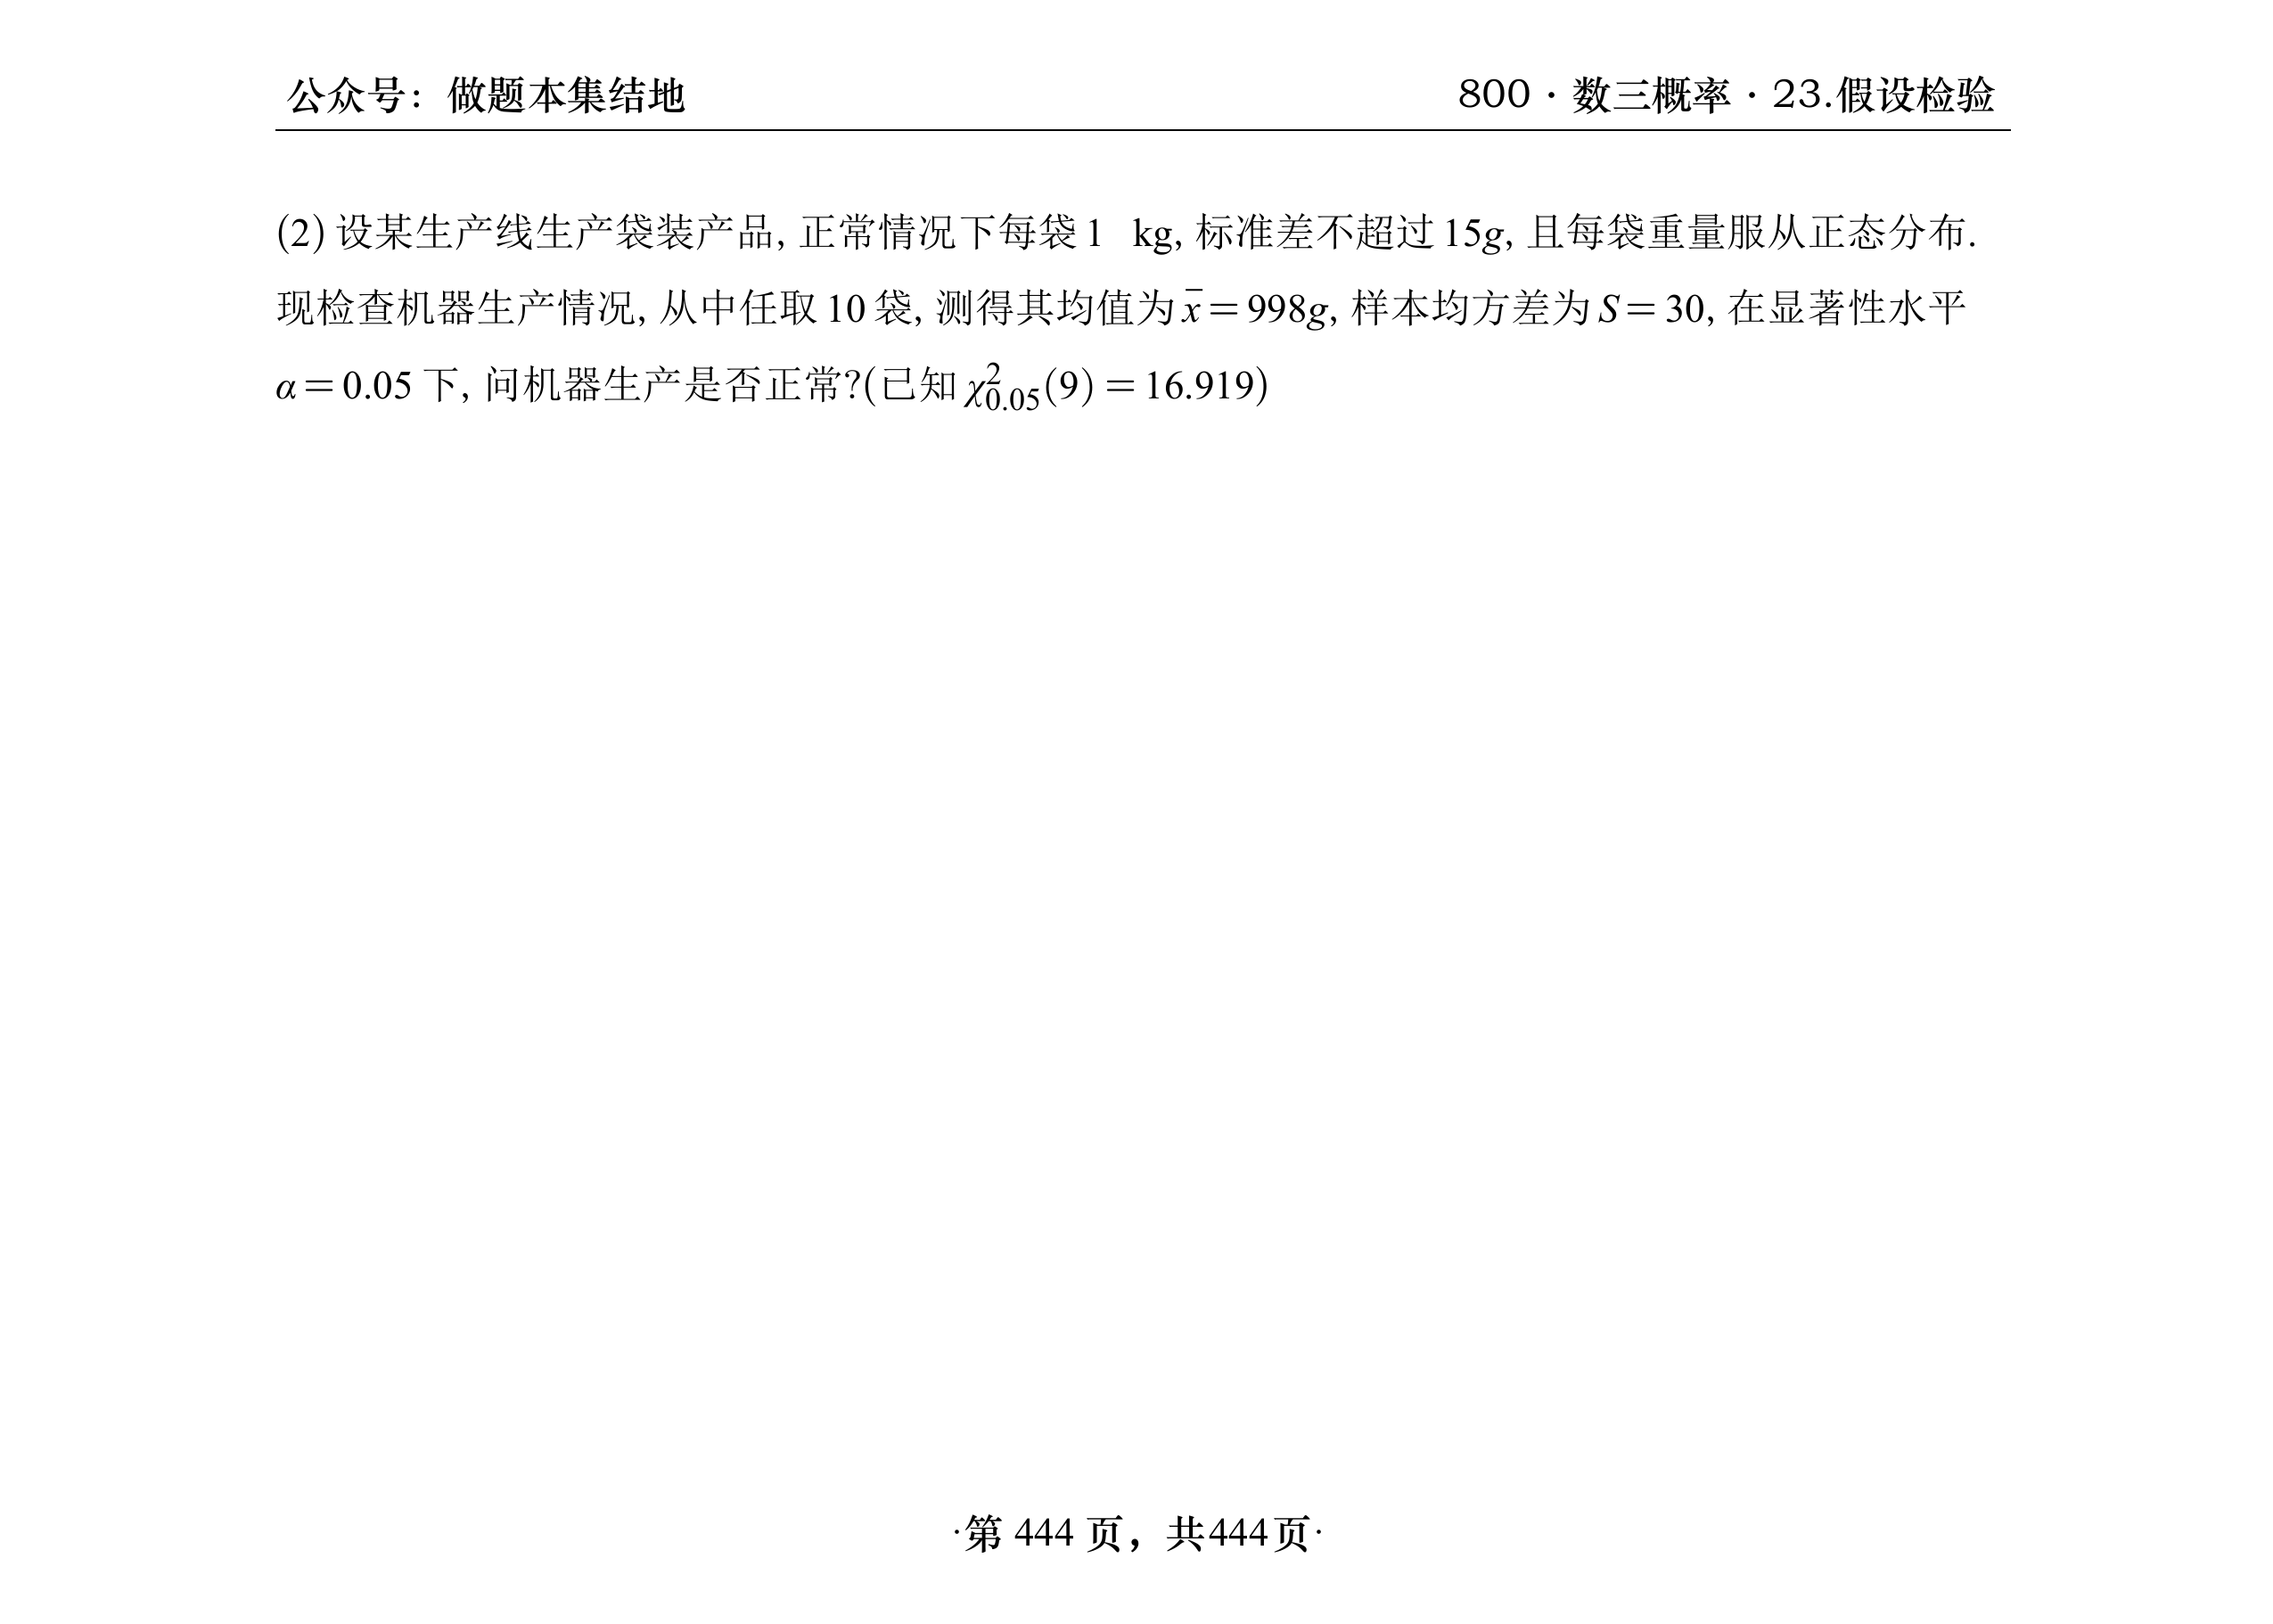 公众号：做题本集结地 800·数三概率·23.假设检验
(2) 设某生产线生产袋装产品, 正常情况下每袋 1 kg, 标准差不超过 15g, 且每袋重量服从正态分布.
现检查机器生产情况, 从中任取 10 袋, 测得其均值为 x̄ = 998g, 样本均方差为 S = 30, 在显著性水平
α = 0.05 下, 问机器生产是否正常?(已知 χ²₀.₀₅(9) = 16.919)
·第 444 页，共444页·